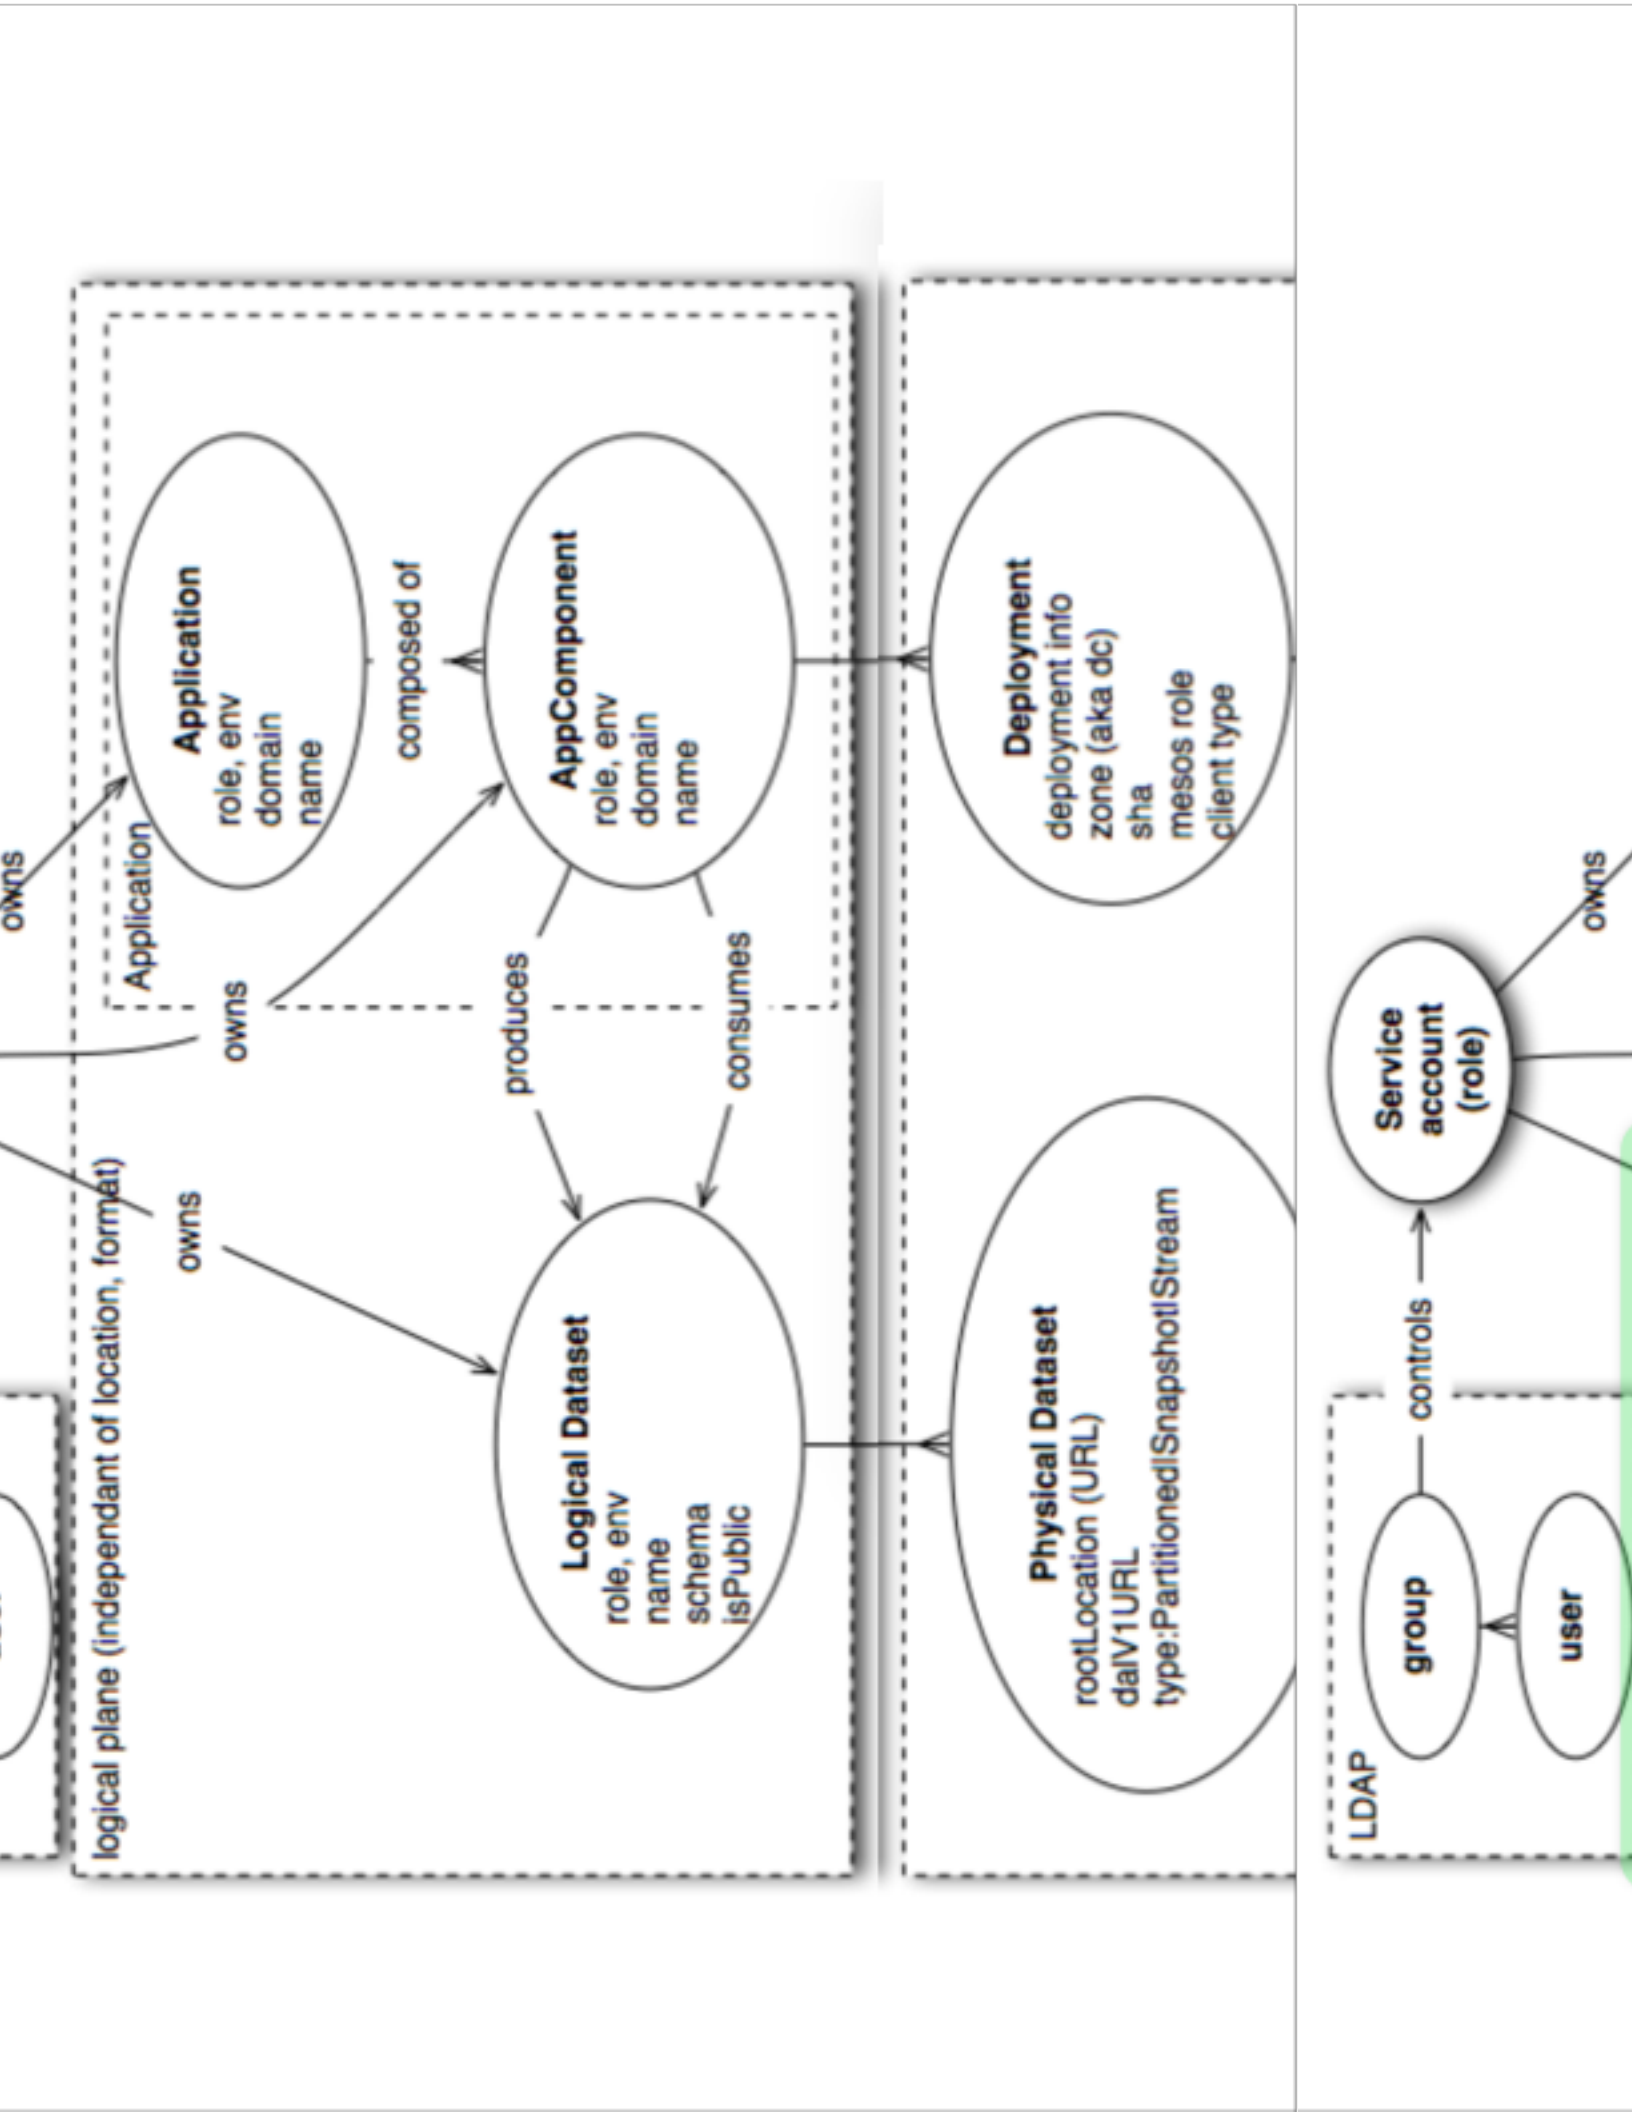 owns
Application
Application
role, env
domain
name
composed of
owns
AppComponent
role, env
domain
name
produces
consumes
logical plane (independant of location, format)
owns
Logical Dataset
role, env
name
schema
isPublic
Deployment
deployment info
zone (aka dc)
sha
mesos role
client type
Physical Dataset
rootLocation (URL)
dalV1URL
type:Partitioned|Snapshot|Stream
owns
Service
account
(role)
controls
LDAP
group
user